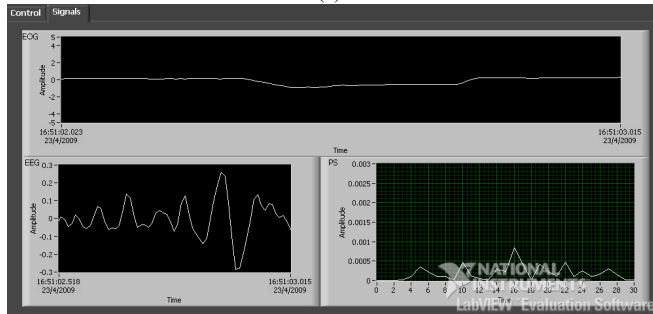 Control Signals
EOG
5
4
2
0
-2
-4
-5
Amplitude
16:51:02.023
23/4/2009
16:51:03.015
23/4/2009
Time
EEG
0.3
0.2
0.1
0
-0.1
-0.2
-0.3
Amplitude
16:51:02.518
23/4/2009
16:51:03.015
23/4/2009
Time
PS
0.003
0.0025
0.002
0.0015
0.001
0.0005
0
Amplitude
0 2 4 6 8 10 12 14 16 18 20 22 24 26 28 30
NATIONAL
INSTRUMENTS
LabVIEW Evaluation Software